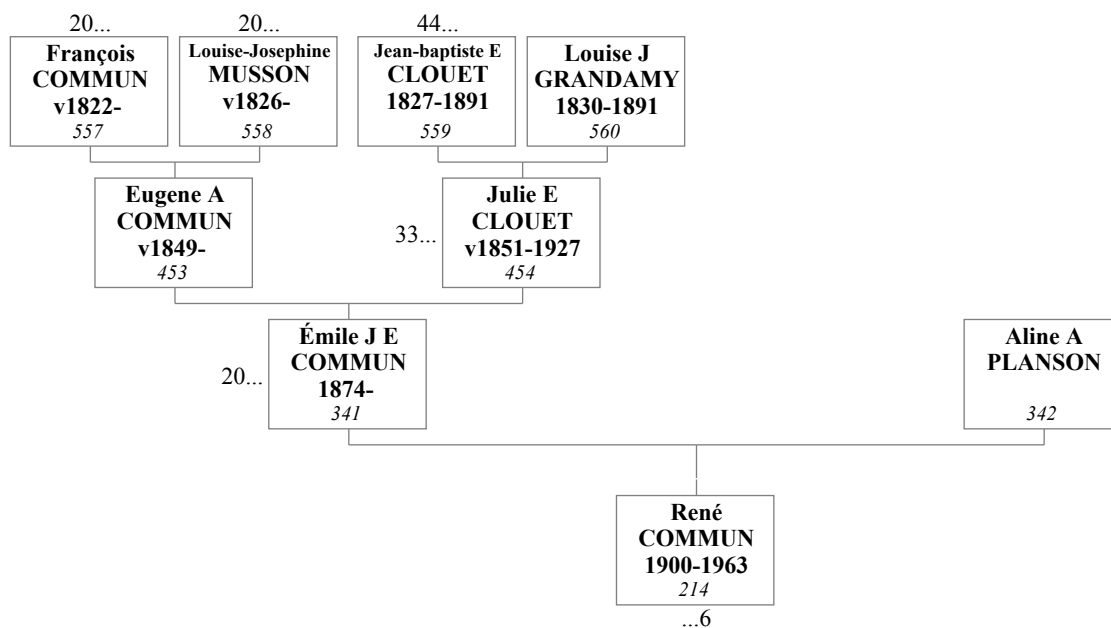 20...
20...
44...
François
COMMUN
v1822-
557
Louise-Josephine
MUSSON
v1826-
558
Jean-baptiste E
CLOUET
1827-1891
559
Louise J
GRANDAMY
1830-1891
560
Eugene A
COMMUN
v1849-
453
33...
Julie E
CLOUET
v1851-1927
454
20...
Émile J E
COMMUN
1874-
341
Aline A
PLANSON
342
René
COMMUN
1900-1963
214
...6